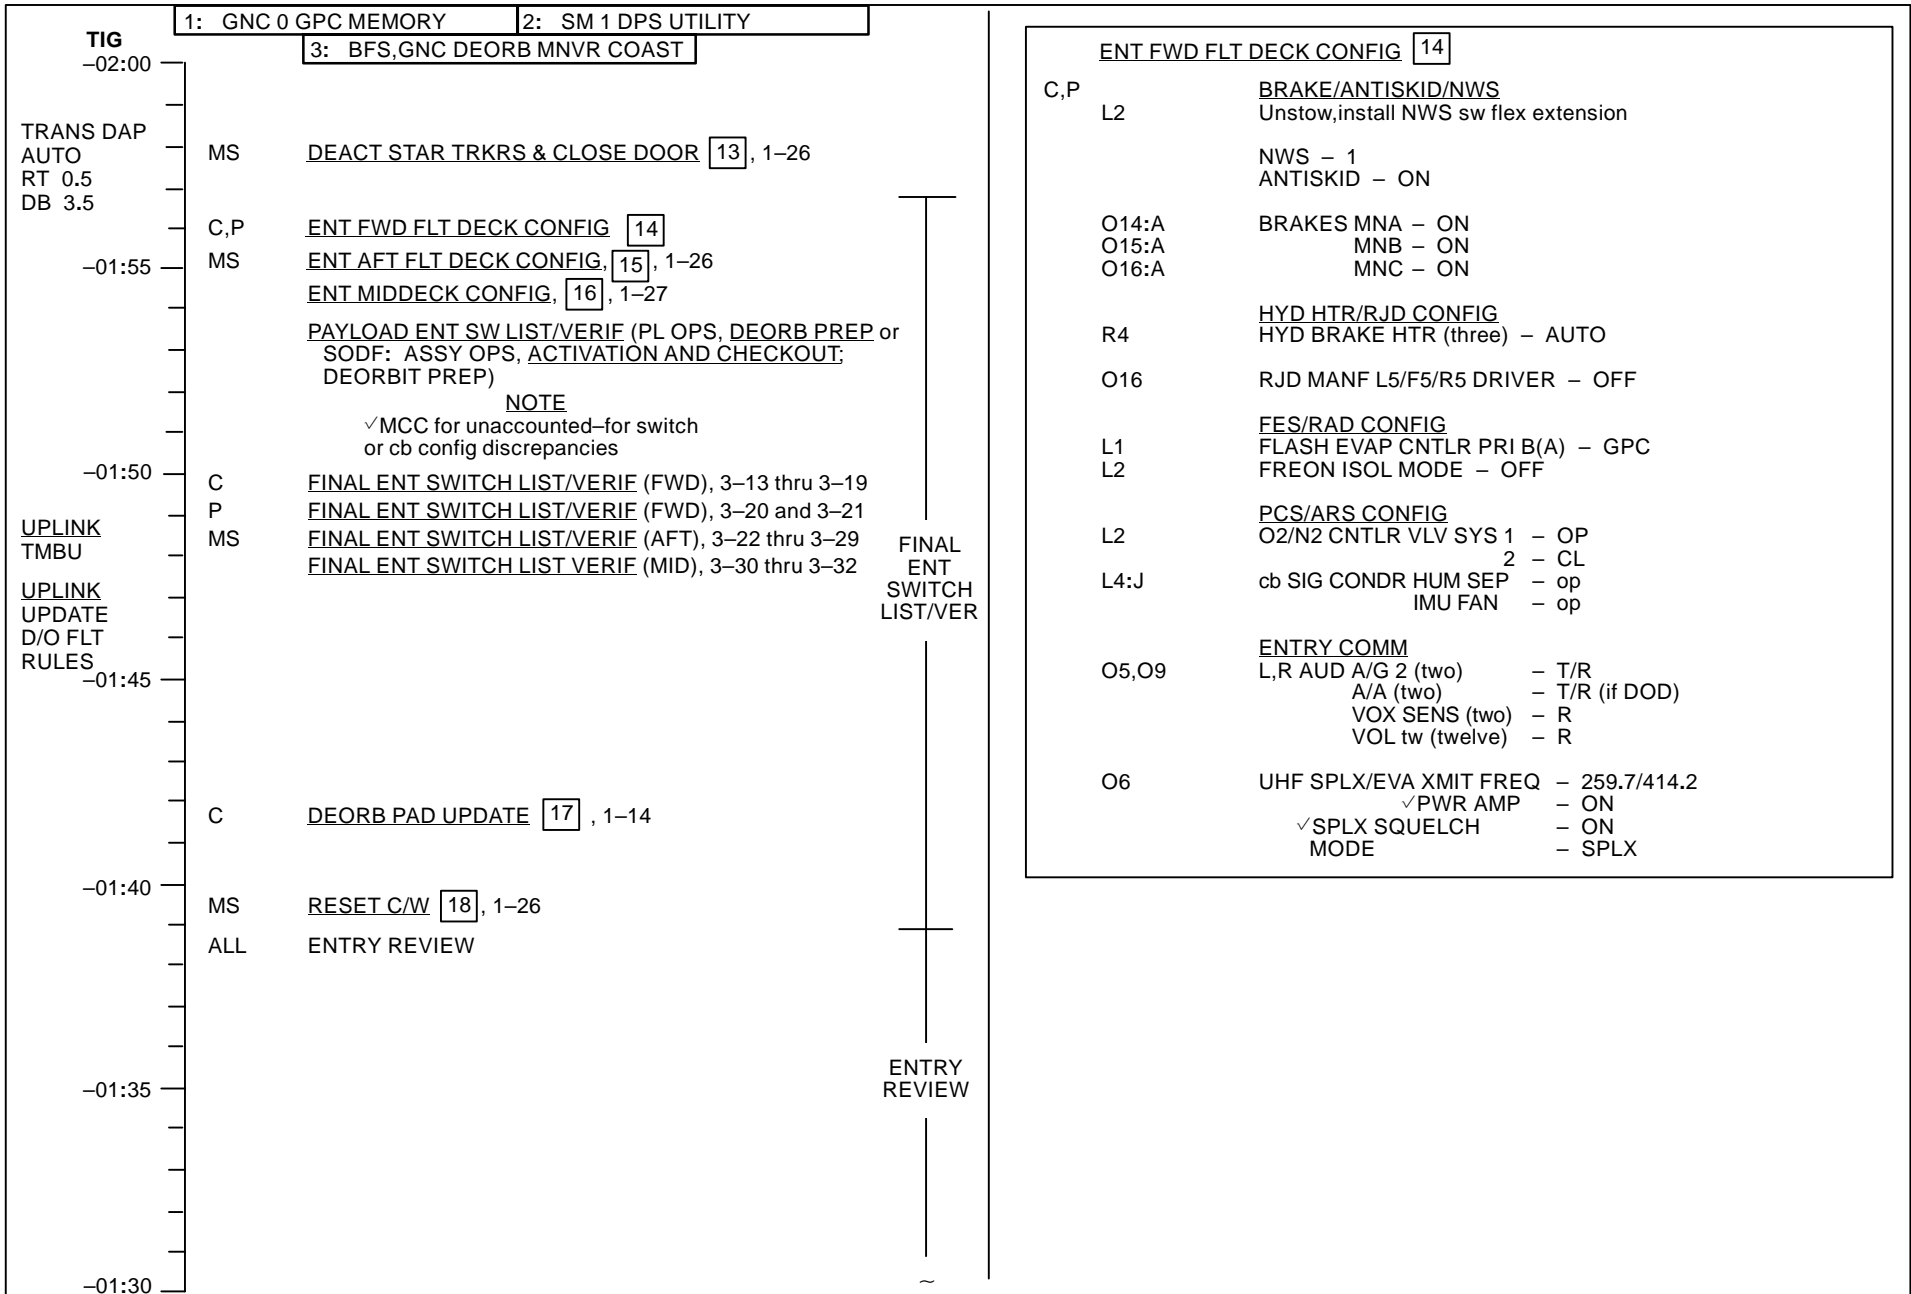 1: GNC 0 GPC MEMORY 2: SM 1 DPS UTILITY
3: BFS,GNC DEORB MNVR COAST
TIG
–02:00
TRANS DAP
AUTO
RT 0.5
DB 3.5
MS DEACT STAR TRKRS & CLOSE DOOR 13, 1–26
C,P ENT FWD FLT DECK CONFIG 14
–01:55
MS ENT AFT FLT DECK CONFIG, 15, 1–26
ENT MIDDECK CONFIG, 16, 1–27
PAYLOAD ENT SW LIST/VERIF (PL OPS, DEORB PREP or
SODF: ASSY OPS, ACTIVATION AND CHECKOUT;
DEORBIT PREP)
NOTE
√MCC for unaccounted–for switch
or cb config discrepancies
–01:50
C FINAL ENT SWITCH LIST/VERIF (FWD), 3–13 thru 3–19
P FINAL ENT SWITCH LIST/VERIF (FWD), 3–20 and 3–21
MS FINAL ENT SWITCH LIST/VERIF (AFT), 3–22 thru 3–29
FINAL ENT SWITCH LIST VERIF (MID), 3–30 thru 3–32
UPLINK
TMBU
UPLINK
UPDATE
D/O FLT
RULES
–01:45
FINAL
ENT
SWITCH
LIST/VER
C DEORB PAD UPDATE 17 , 1–14
–01:40
MS RESET C/W 18, 1–26
ALL ENTRY REVIEW
ENTRY
REVIEW
–01:35
–01:30
~
ENT FWD FLT DECK CONFIG 14
C,P BRAKE/ANTISKID/NWS
L2 Unstow,install NWS sw flex extension
NWS – 1
ANTISKID – ON
O14:A BRAKES MNA – ON
O15:A MNB – ON
O16:A MNC – ON
HYD HTR/RJD CONFIG
R4 HYD BRAKE HTR (three) – AUTO
O16 RJD MANF L5/F5/R5 DRIVER – OFF
FES/RAD CONFIG
L1 FLASH EVAP CNTLR PRI B(A) – GPC
L2 FREON ISOL MODE – OFF
PCS/ARS CONFIG
L2 O2/N2 CNTLR VLV SYS 1 – OP
2 – CL
L4:J cb SIG CONDR HUM SEP – op
IMU FAN – op
ENTRY COMM
O5,O9 L,R AUD A/G 2 (two) – T/R
A/A (two) – T/R (if DOD)
VOX SENS (two) – R
VOL tw (twelve) – R
O6 UHF SPLX/EVA XMIT FREQ – 259.7/414.2
√PWR AMP – ON
√SPLX SQUELCH – ON
MODE – SPLX